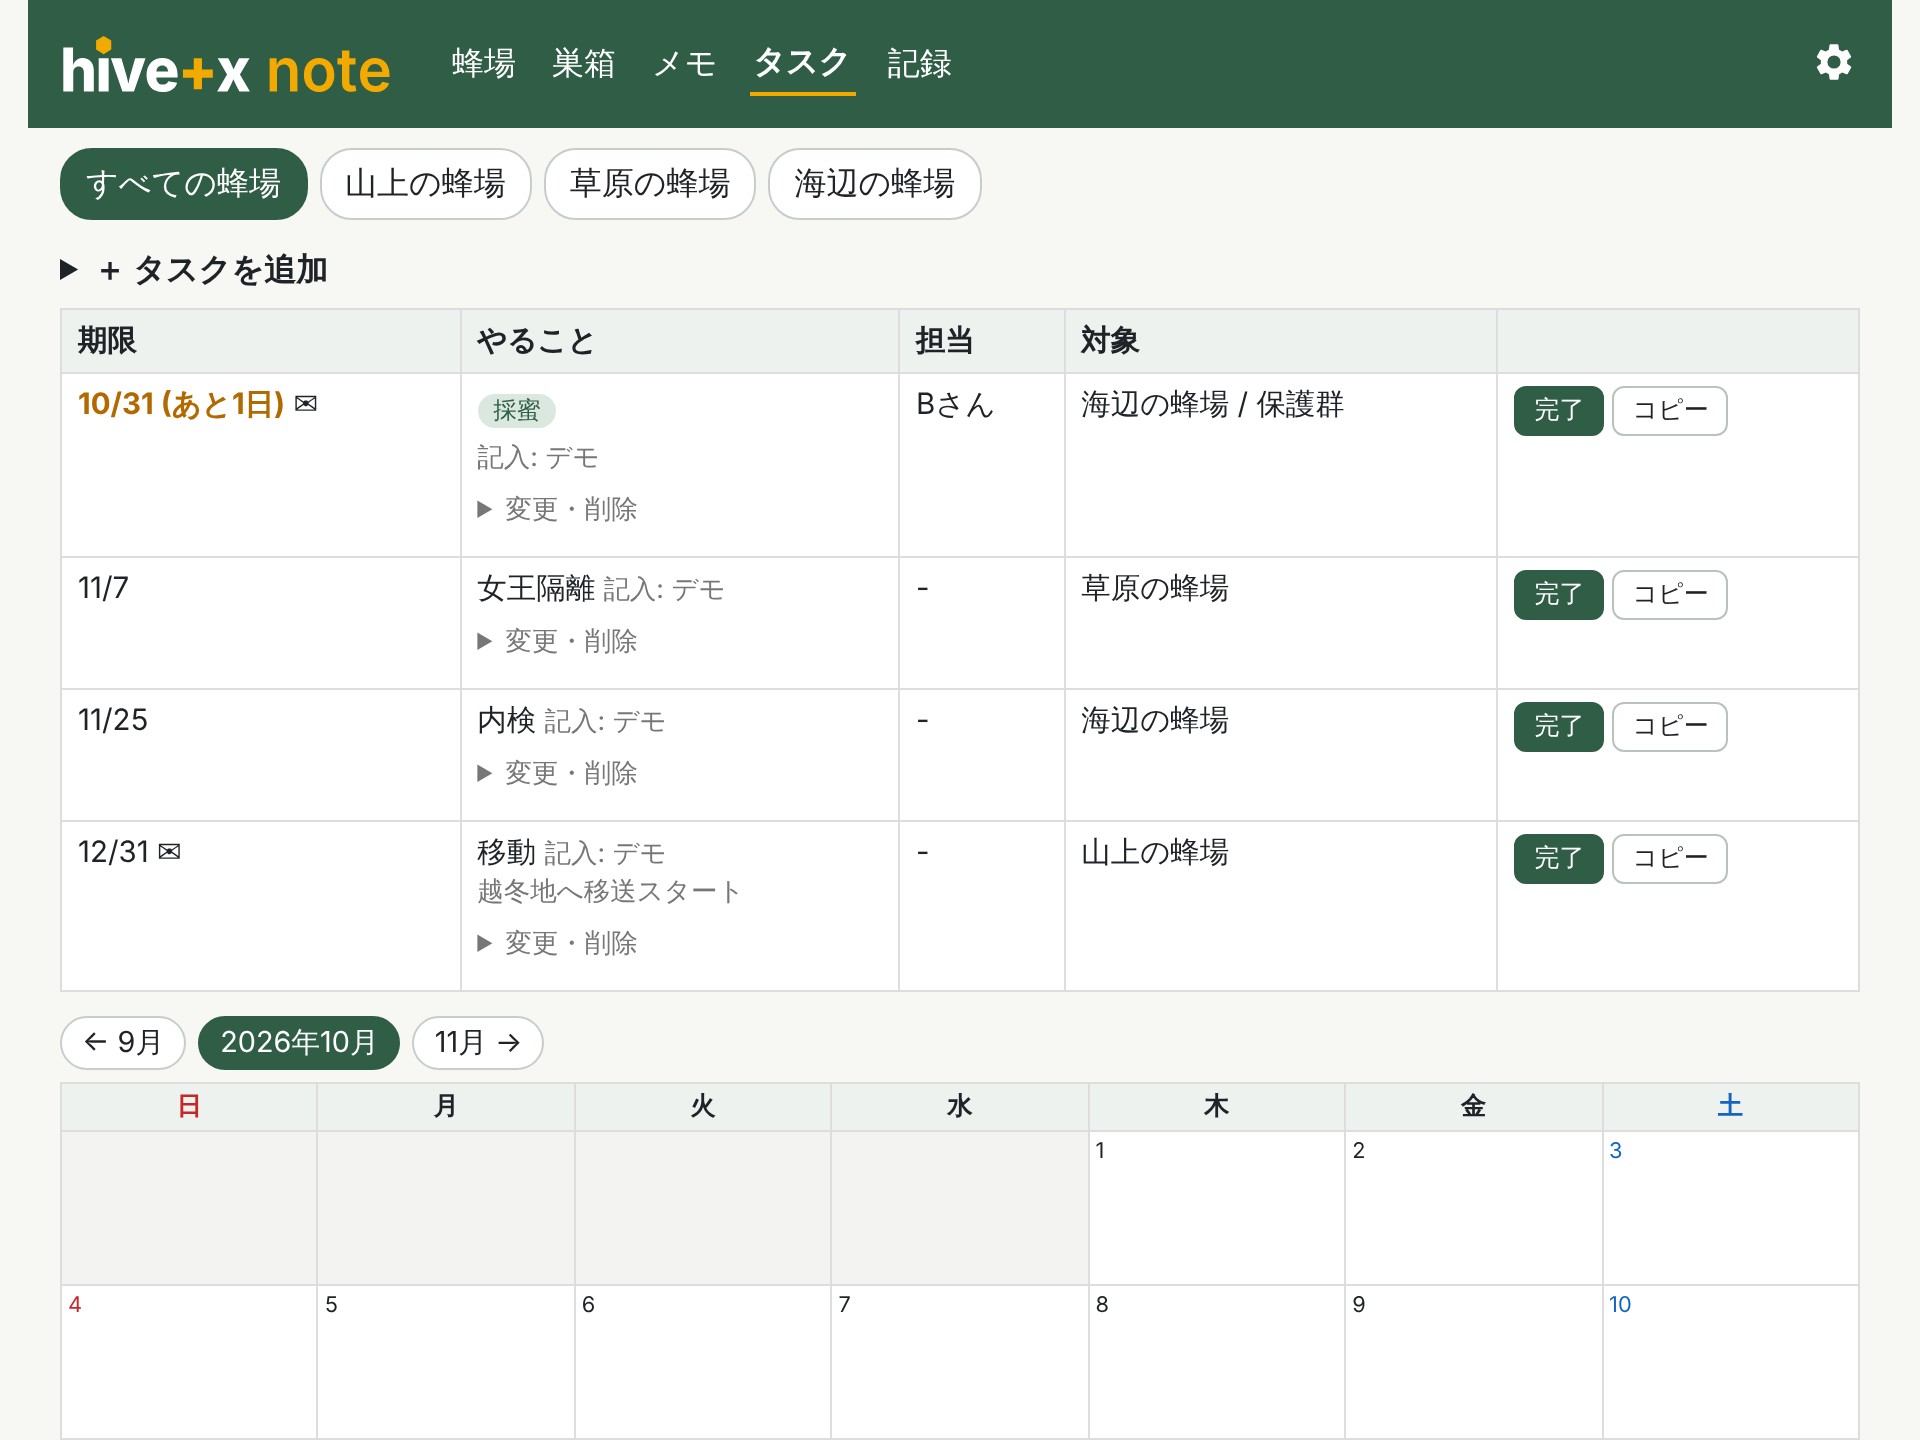 hive+x note 蜂場 巣箱 メモ タスク 記録
すべての蜂場 山上の蜂場 草原の蜂場 海辺の蜂場
▶ + タスクを追加
期限 やること 担当 対象
10/31 (あと1日) ✉ 採蜜 Bさん 海辺の蜂場 / 保護群 完了 コピー
記入: デモ
▶ 変更・削除
11/7 女王隔離 記入: デモ - 草原の蜂場 完了 コピー
▶ 変更・削除
11/25 内検 記入: デモ - 海辺の蜂場 完了 コピー
▶ 変更・削除
12/31 ✉ 移動 記入: デモ - 山上の蜂場 完了 コピー
越冬地へ移送スタート
▶ 変更・削除
← 9月 2026年10月 11月 →
日 月 火 水 木 金 土
1 2 3
4 5 6 7 8 9 10